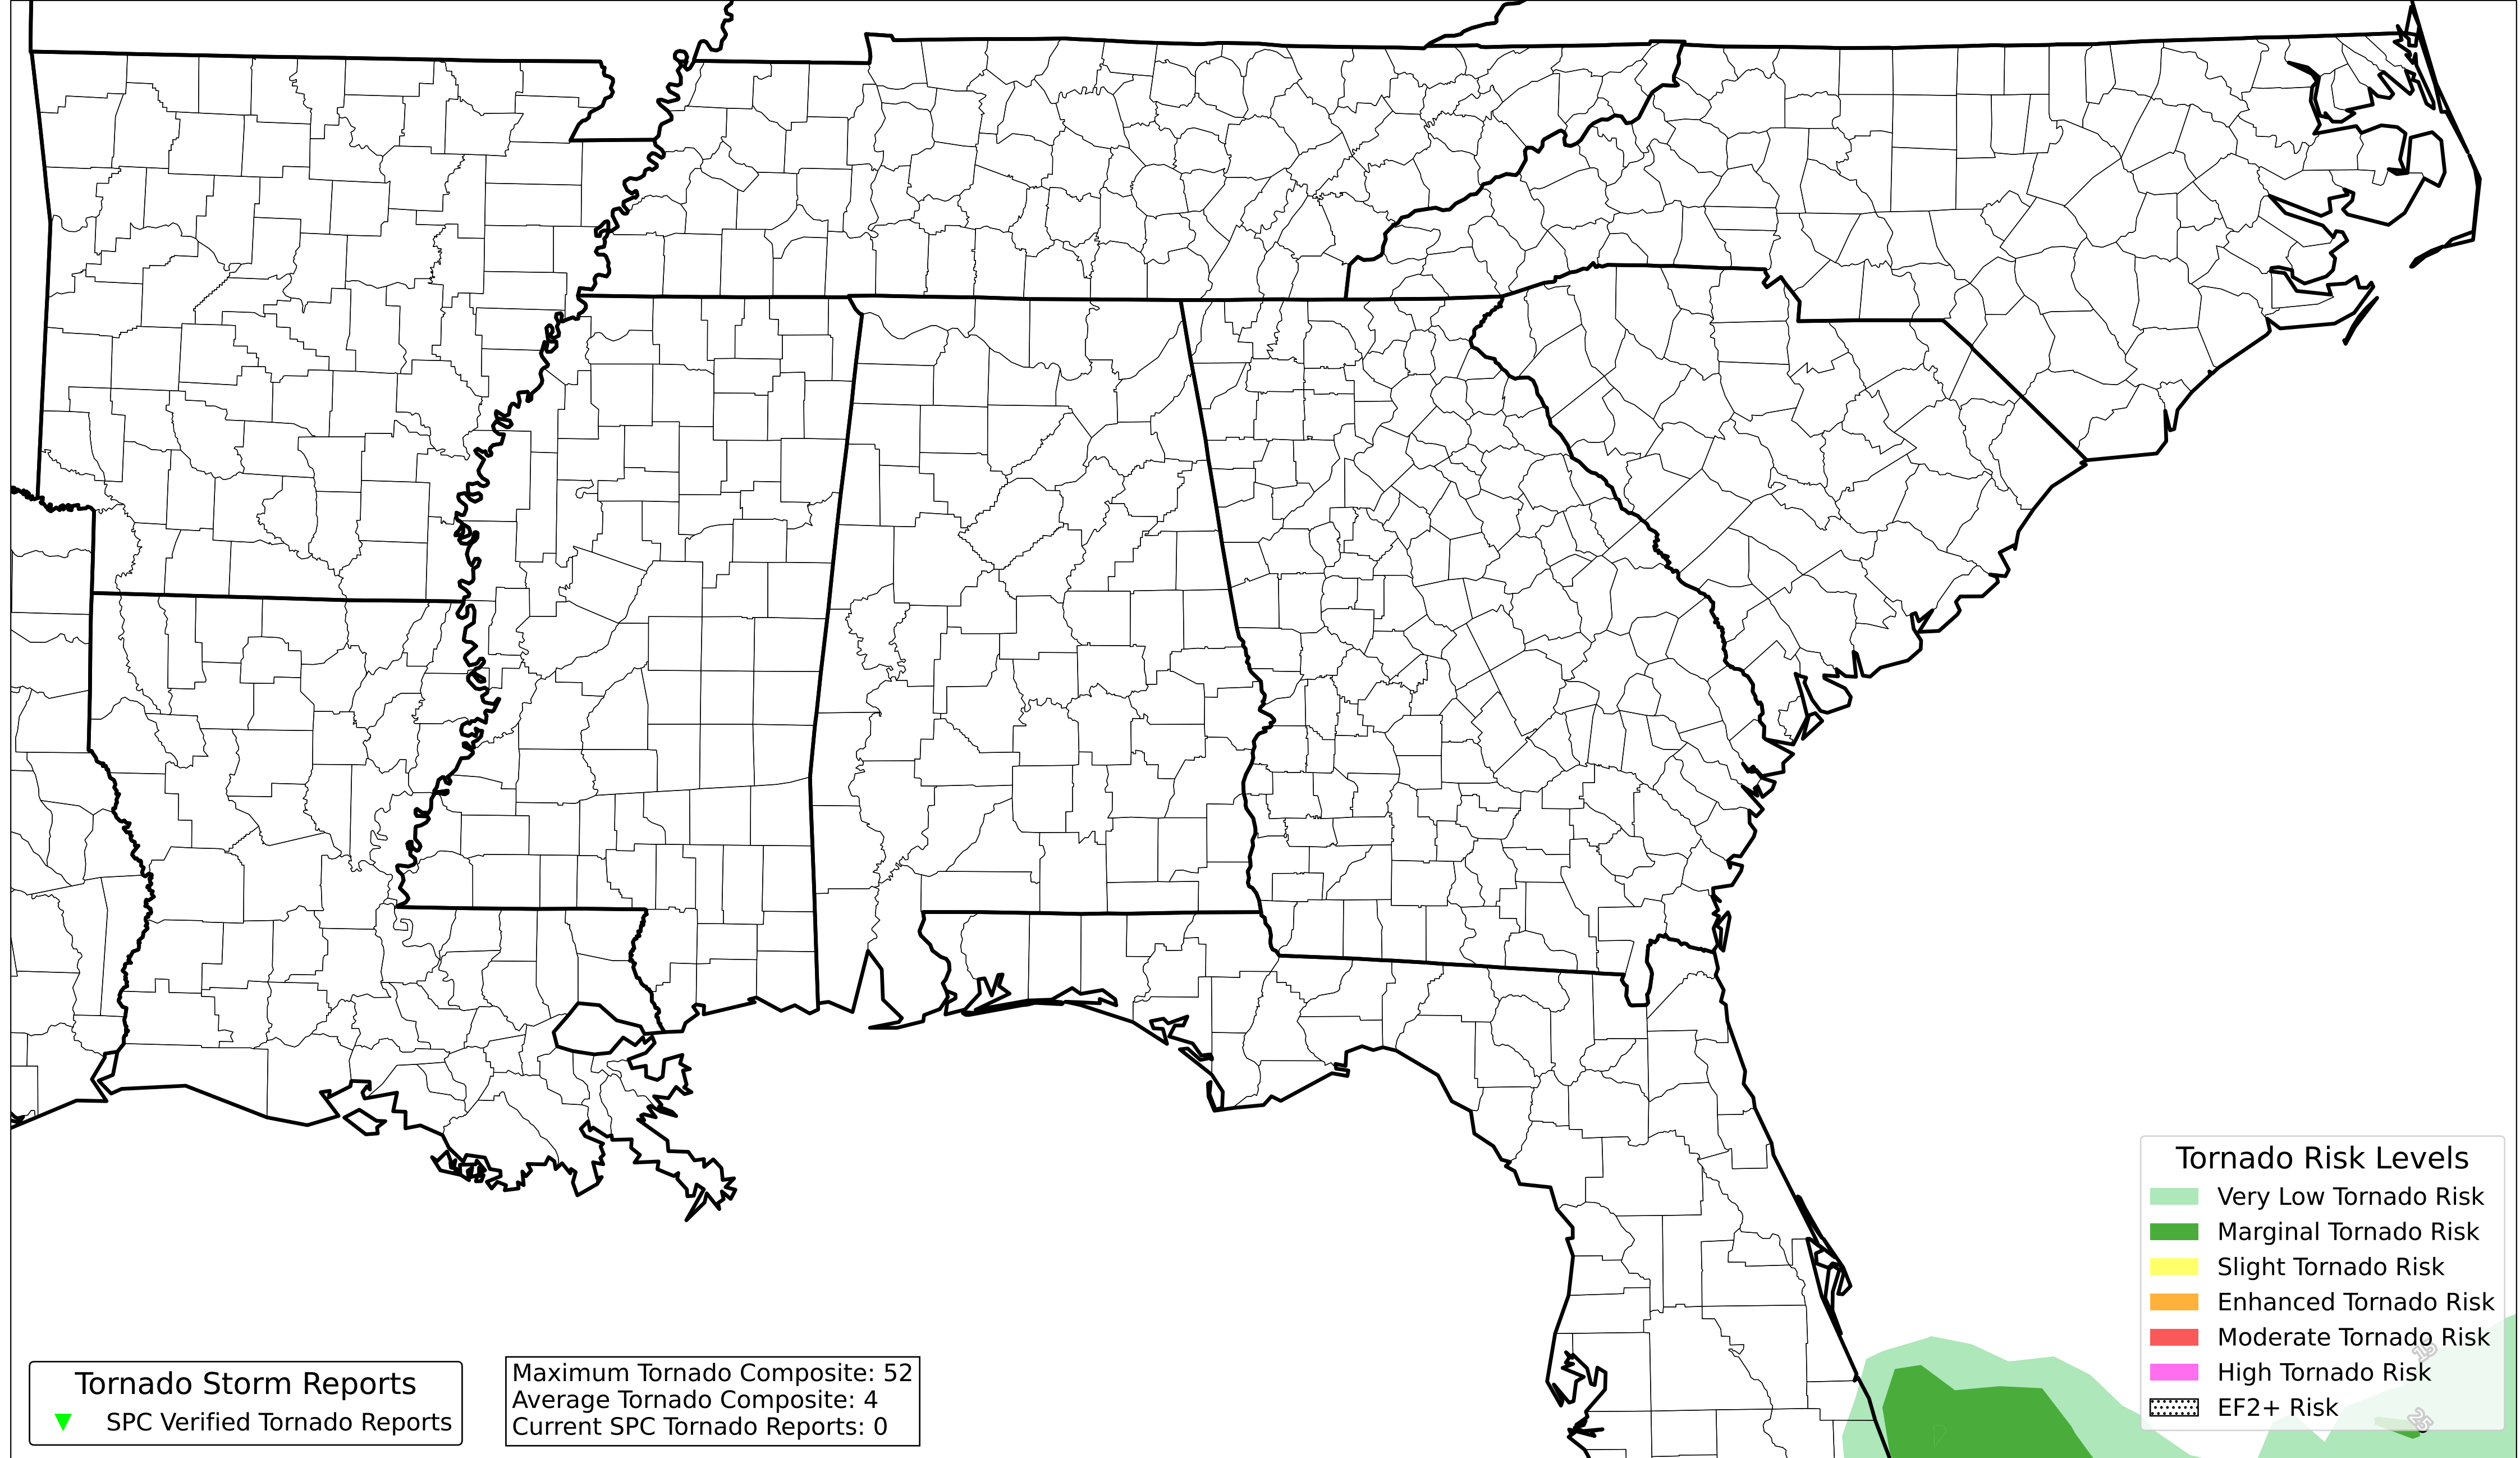 Tornado Risk Levels
Very Low Tornado Risk
Marginal Tornado Risk
Slight Tornado Risk
Enhanced Tornado Risk
Moderate Tornado Risk
High Tornado Risk
EF2+ Risk
15
25
Tornado Storm Reports
SPC Verified Tornado Reports
Maximum Tornado Composite: 52
Average Tornado Composite: 4
Current SPC Tornado Reports: 0